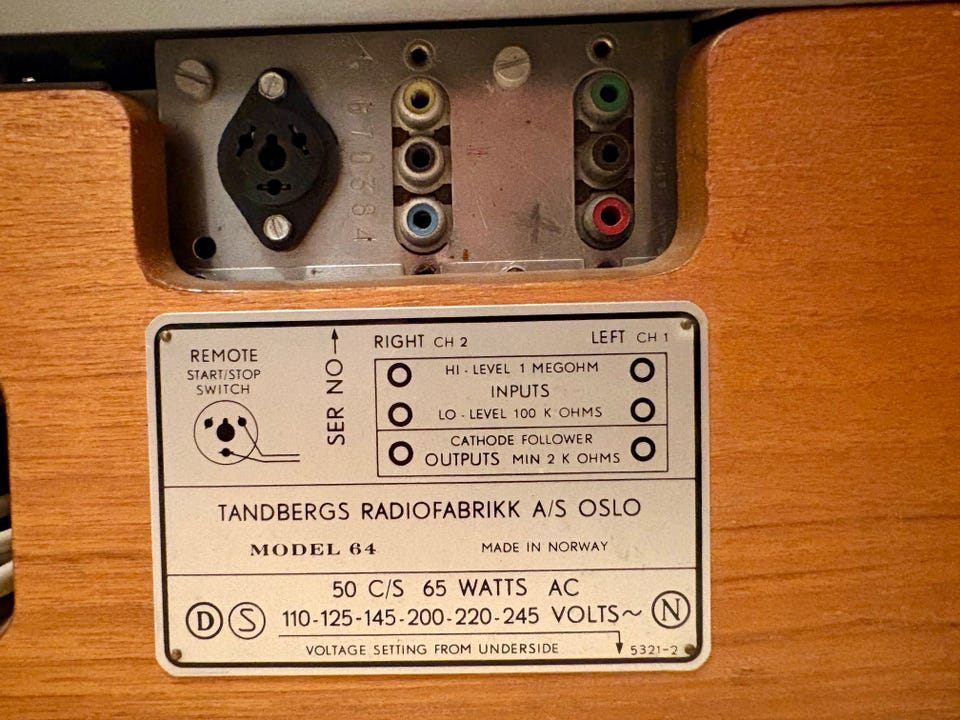 1670384
REMOTE
START/STOP
SWITCH
SER NO
RIGHT CH 2 LEFT CH 1
HI - LEVEL 1 MEGOHM
INPUTS
LO - LEVEL 100 K OHMS
CATHODE FOLLOWER
OUTPUTS MIN 2 K OHMS
TANDBERGS RADIOFABRIKK A/S OSLO
MODEL 64 MADE IN NORWAY
50 C/S 65 WATTS AC
D S 110-125-145-200-220-245 VOLTS~ N
VOLTAGE SETTING FROM UNDERSIDE 5321-2